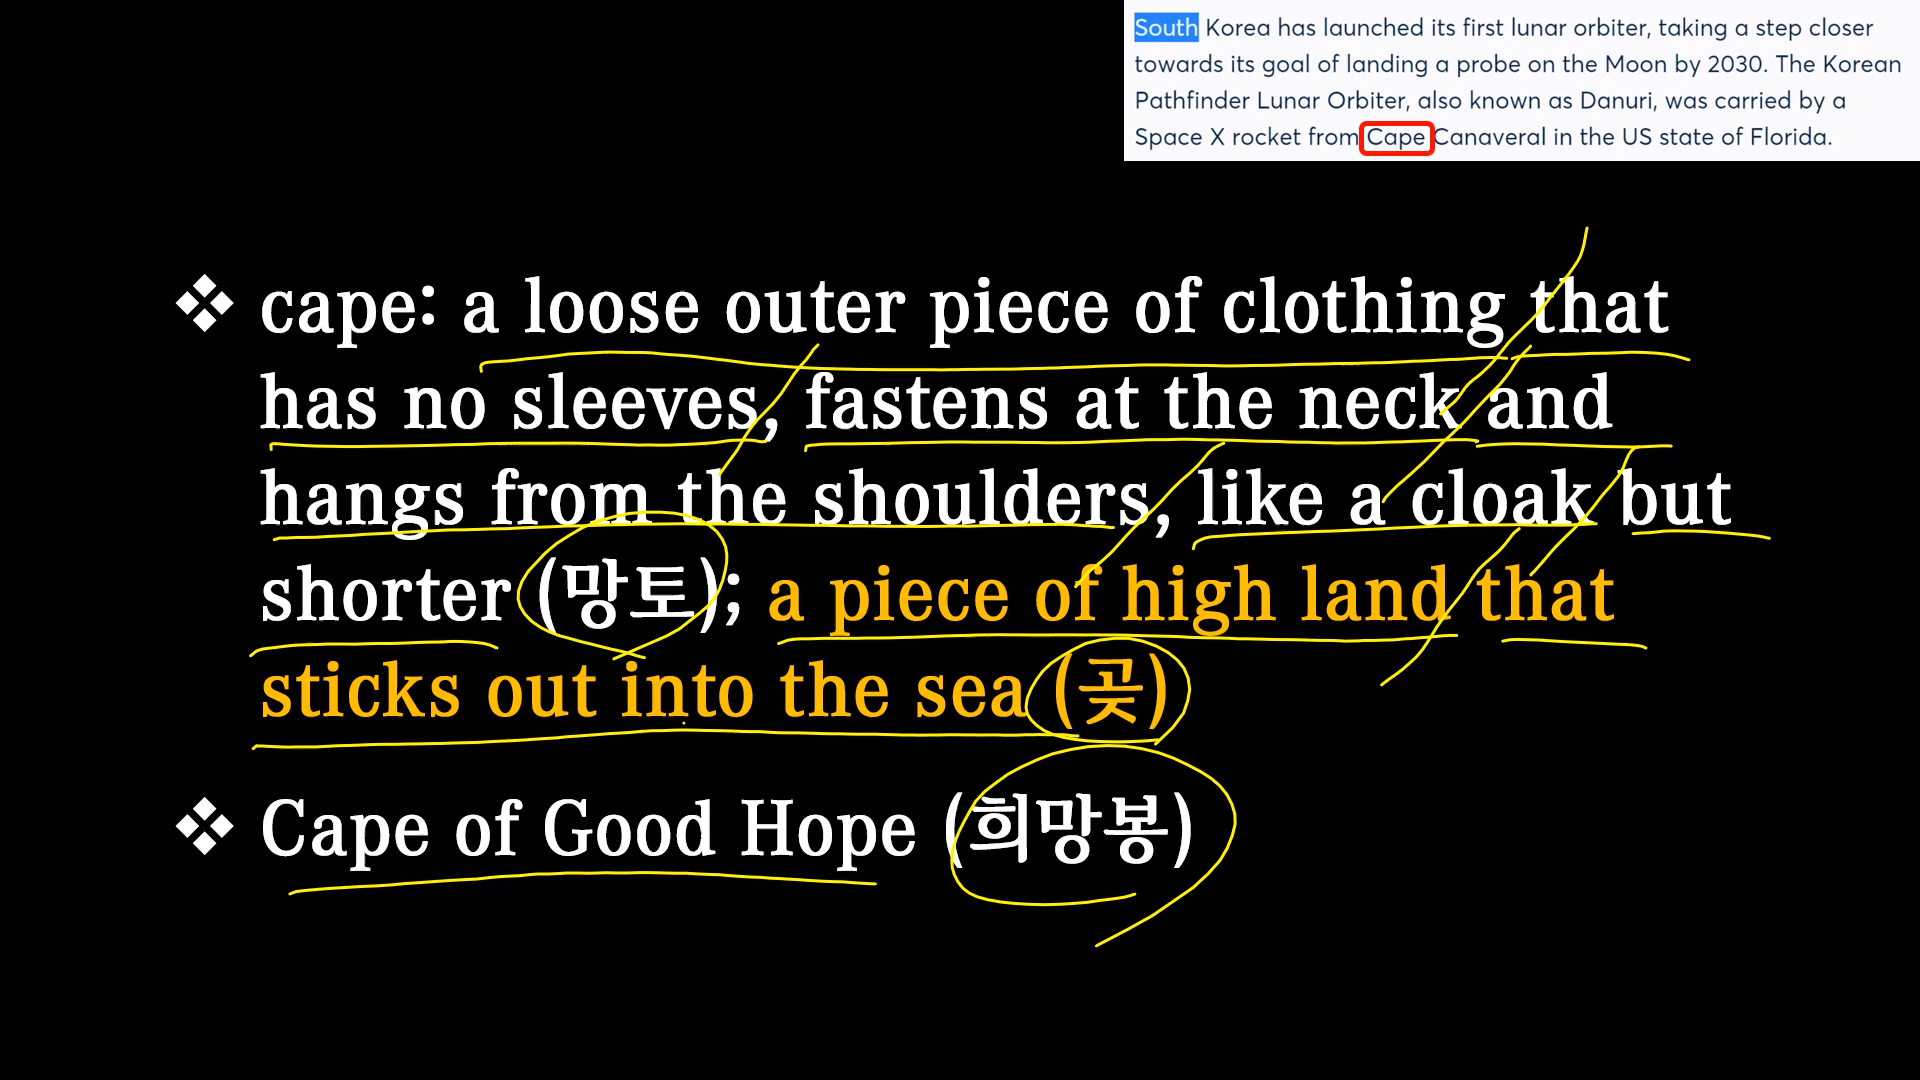 South Korea has launched its first lunar orbiter, taking a step closer
towards its goal of landing a probe on the Moon by 2030. The Korean
Pathfinder Lunar Orbiter, also known as Danuri, was carried by a
Space X rocket from Cape Canaveral in the US state of Florida.
❖ cape: a loose outer piece of clothing that
has no sleeves, fastens at the neck and
hangs from the shoulders, like a cloak but
shorter (망토); a piece of high land that
sticks out into the sea (곶)
❖ Cape of Good Hope (희망봉)